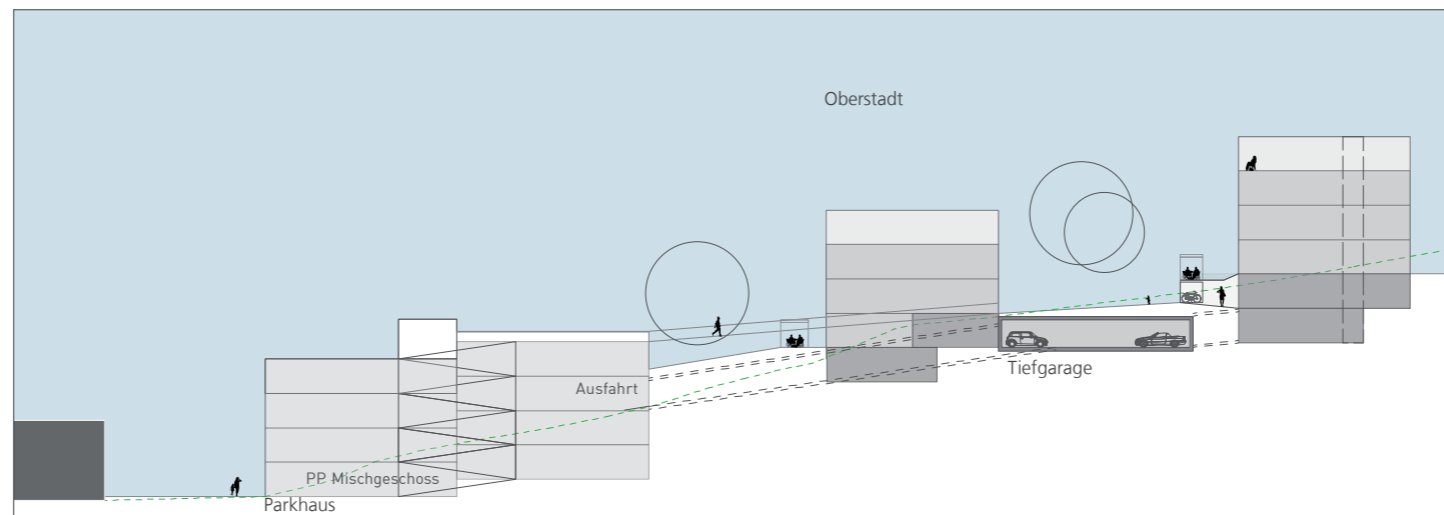 Oberstadt
Ausfahrt
Tiefgarage
PP Mischgeschoss
Parkhaus